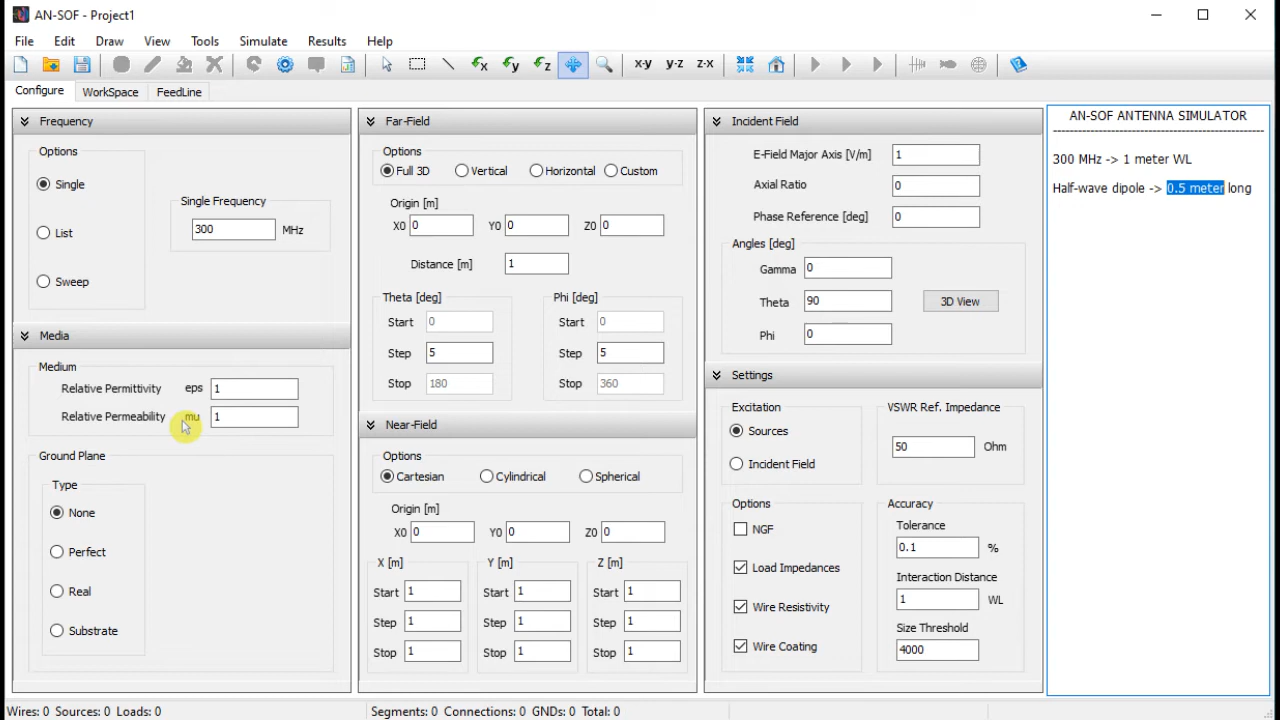 AN-SOF - Project1
File Edit Draw View Tools Simulate Results Help
x y z x-y y-z z-x
Configure WorkSpace FeedLine
Frequency
Options
Single
List
Sweep
Single Frequency
300 MHz
Media
Medium
Relative Permittivity eps 1
Relative Permeability mu 1
Ground Plane
Type
None
Perfect
Real
Substrate
Far-Field
Options
Full 3D Vertical Horizontal Custom
Origin [m]
X0 0 Y0 0 Z0 0
Distance [m] 1
Theta [deg] Phi [deg]
Start 0 Start 0
Step 5 Step 5
Stop 180 Stop 360
Near-Field
Options
Cartesian Cylindrical Spherical
Origin [m]
X0 0 Y0 0 Z0 0
X [m] Y [m] Z [m]
Start 1 Start 1 Start 1
Step 1 Step 1 Step 1
Stop 1 Stop 1 Stop 1
Incident Field
E-Field Major Axis [V/m] 1
Axial Ratio 0
Phase Reference [deg] 0
Angles [deg]
Gamma 0
Theta 90 3D View
Phi 0
Settings
Excitation
Sources
Incident Field
VSWR Ref. Impedance
50 Ohm
Options
NGF
Load Impedances
Wire Resistivity
Wire Coating
Accuracy
Tolerance
0.1 %
Interaction Distance
1 WL
Size Threshold
4000
AN-SOF ANTENNA SIMULATOR
--------------------------------------------
300 MHz -> 1 meter WL
Half-wave dipole -> 0.5 meter long
Wires: 0 Sources: 0 Loads: 0 Segments: 0 Connections: 0 GNDs: 0 Total: 0